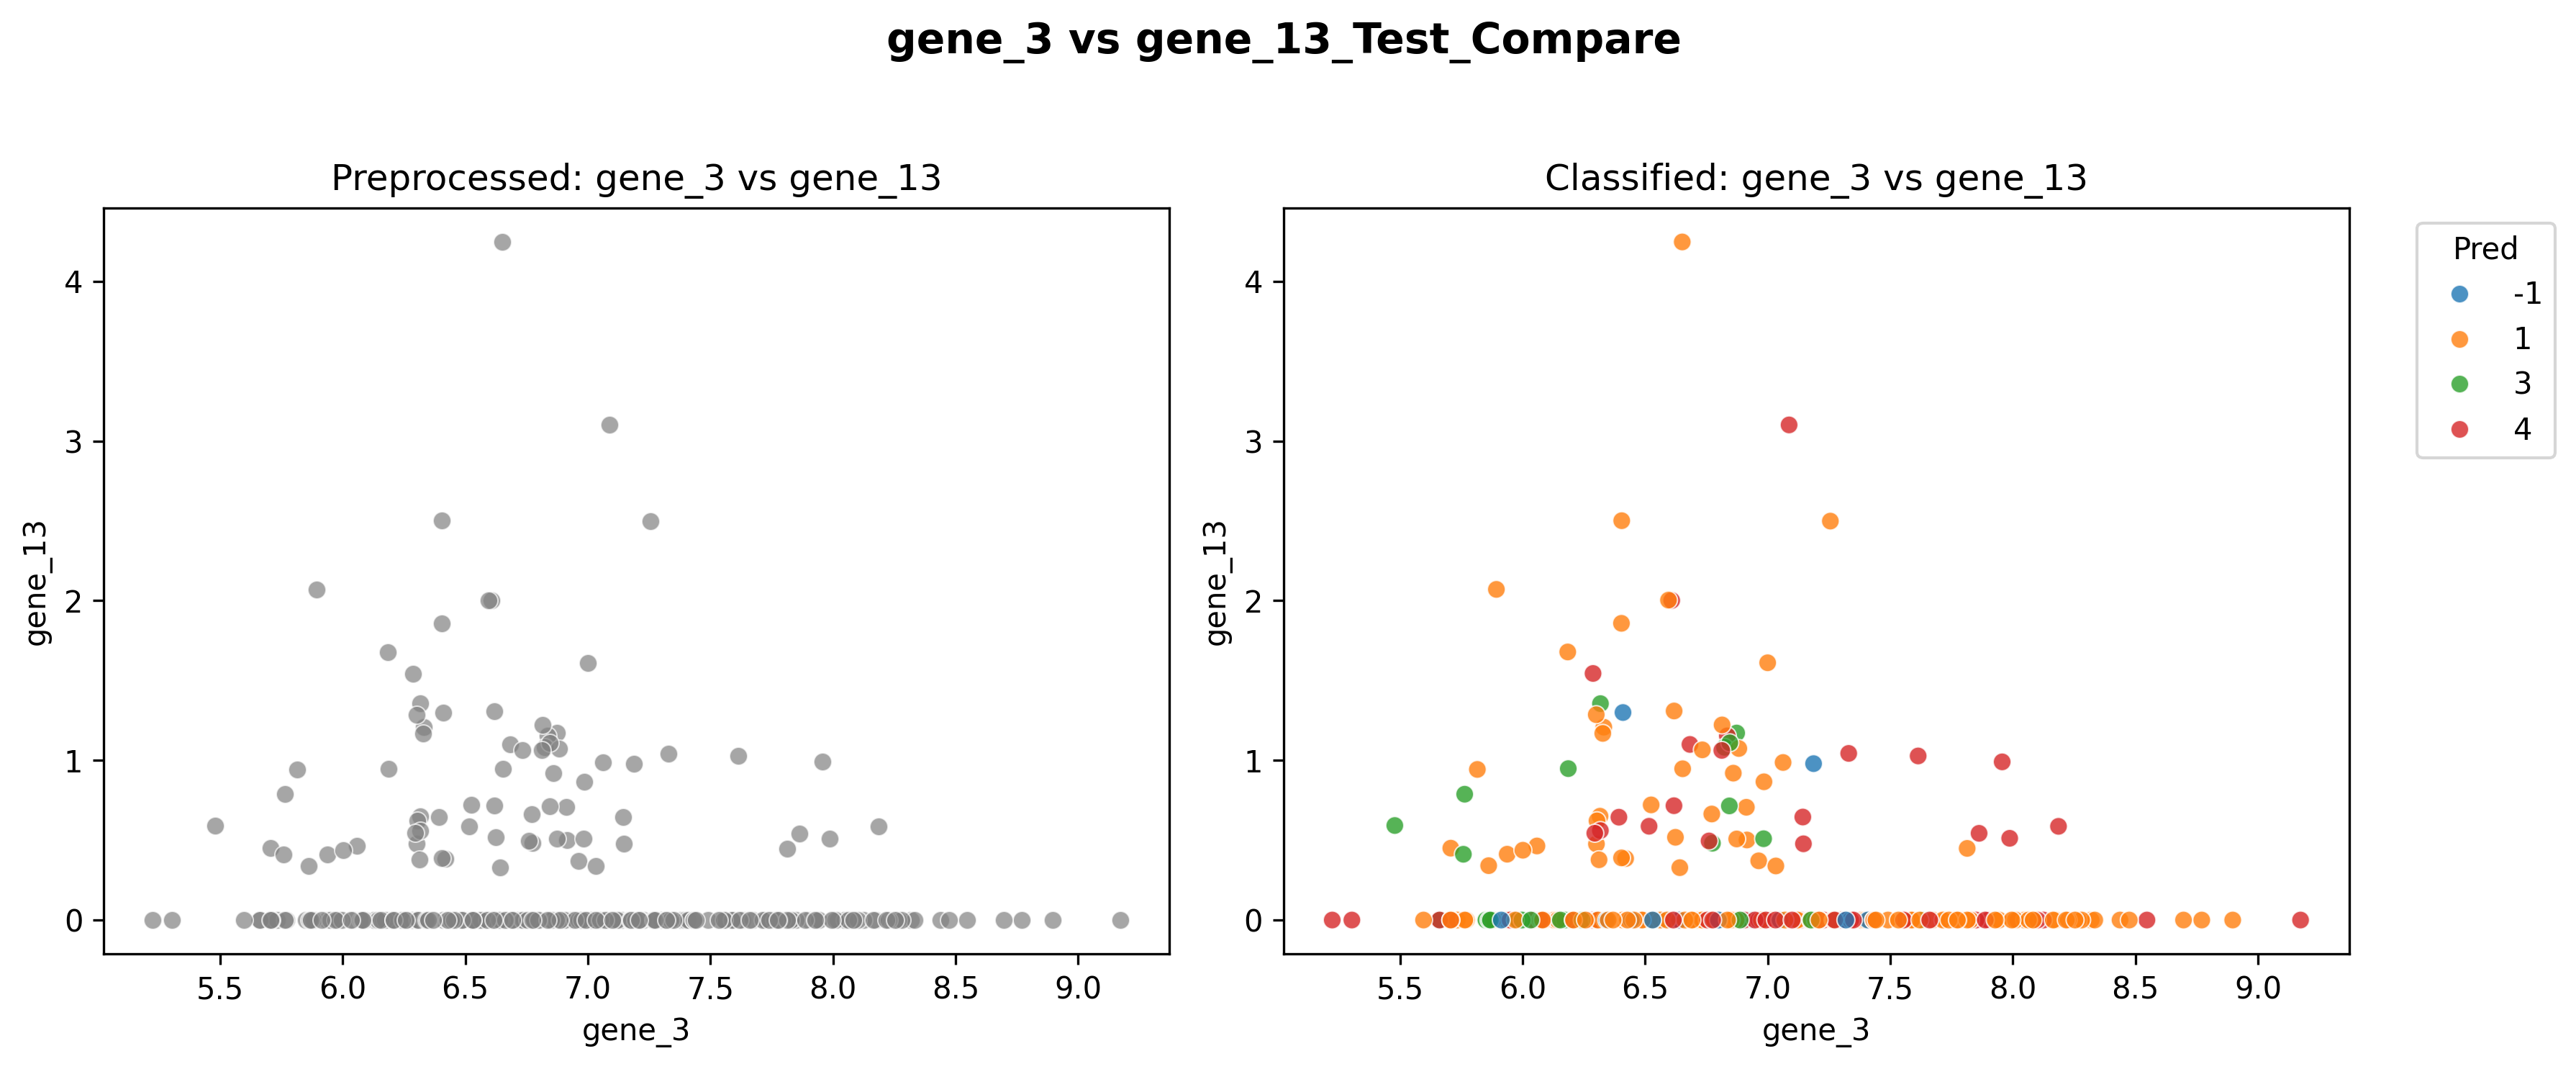 gene_3 vs gene_13_Test_Compare
Preprocessed: gene_3 vs gene_13
gene_13
4
3
2
1
0
5.5 6.0 6.5 7.0 7.5 8.0 8.5 9.0
gene_3
Classified: gene_3 vs gene_13
gene_13
4
3
2
1
0
5.5 6.0 6.5 7.0 7.5 8.0 8.5 9.0
gene_3
Pred
-1
1
3
4